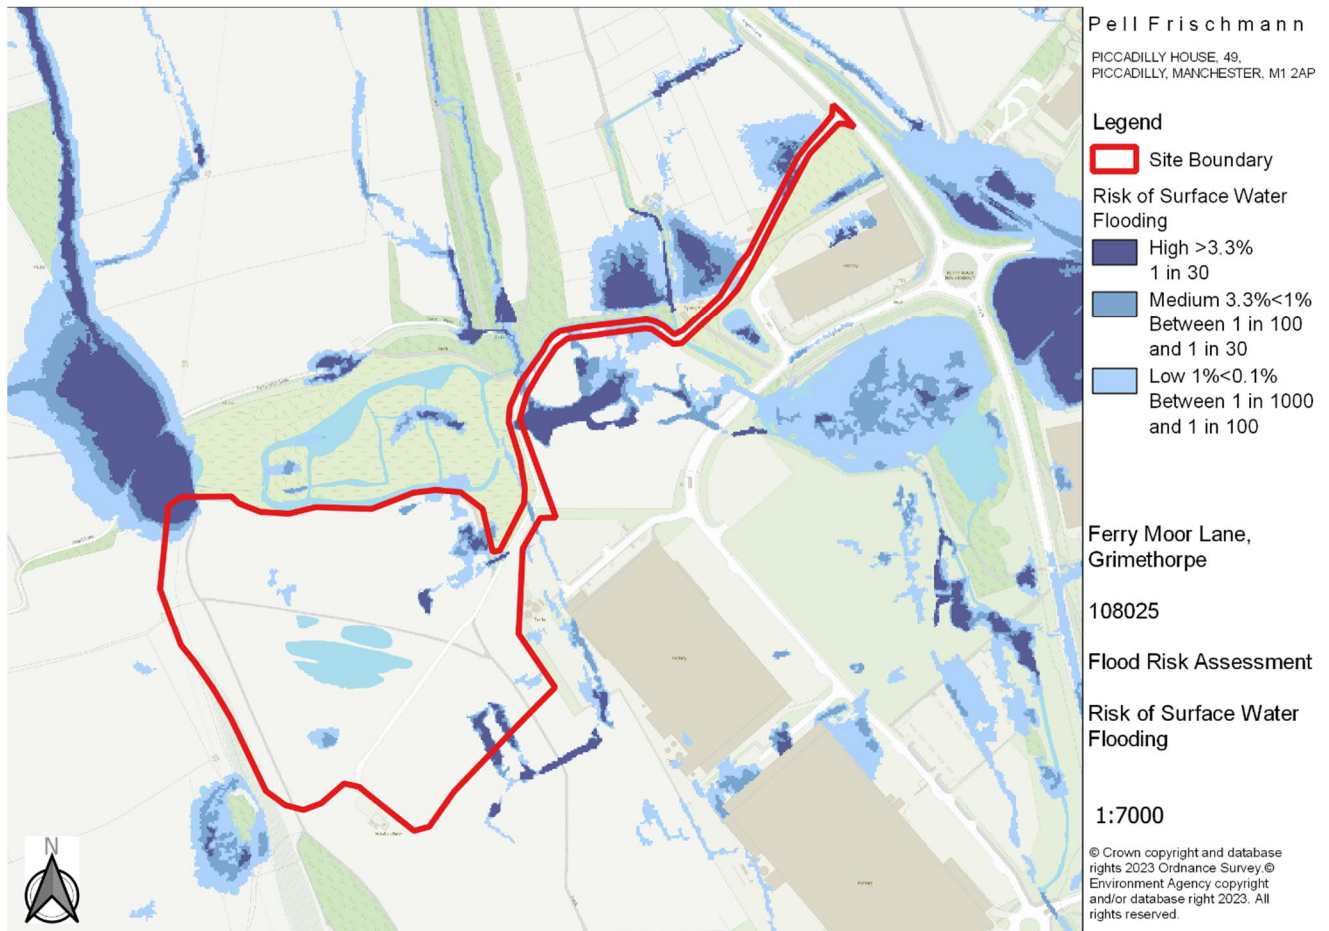 Pell Frischmann
PICCADILLY HOUSE, 49,
PICCADILLY, MANCHESTER, M1 2AP
Legend
Site Boundary
Risk of Surface Water
Flooding
High >3.3%
1 in 30
Medium 3.3%<1%
Between 1 in 100
and 1 in 30
Low 1%<0.1%
Between 1 in 1000
and 1 in 100
Ferry Moor Lane,
Grimethorpe
108025
Flood Risk Assessment
Risk of Surface Water
Flooding
1:7000
© Crown copyright and database
rights 2023 Ordnance Survey.©
Environment Agency copyright
and/or database right 2023. All
rights reserved.
N
Factory
Factory
Factory